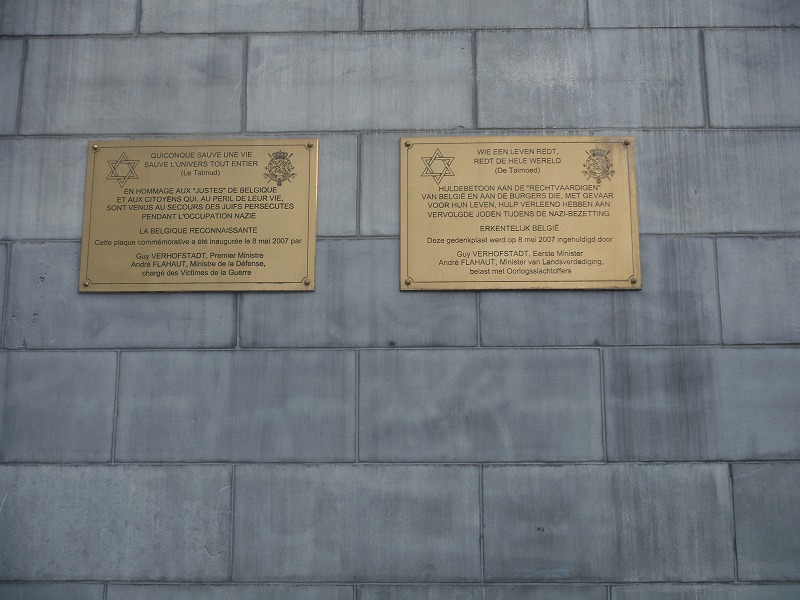 QUICONQUE SAUVE UNE VIE
SAUVE L'UNIVERS TOUT ENTIER
(Le Talmud)
EN HOMMAGE AUX "JUSTES" DE BELGIQUE
ET AUX CITOYENS QUI, AU PERIL DE LEUR VIE,
SONT VENUS AU SECOURS DES JUIFS PERSECUTES
PENDANT L'OCCUPATION NAZIE
LA BELGIQUE RECONNAISSANTE
Cette plaque commémorative a été inaugurée le 8 mai 2007 par
Guy VERHOFSTADT, Premier Ministre
André FLAHAUT, Ministre de la Défense,
chargé des Victimes de la Guerre
WIE EEN LEVEN REDT,
REDT DE HELE WERELD
(De Talmoed)
HULDEBETOON AAN DE "RECHTVAARDIGEN"
VAN BELGIË EN AAN DE BURGERS DIE, MET GEVAAR
VOOR HUN LEVEN, HULP VERLEEND HEBBEN AAN
VERVOLGDE JODEN TIJDENS DE NAZI-BEZETTING
ERKENTELIJK BELGIË
Deze gedenkplaat werd op 8 mei 2007 ingehuldigd door
Guy VERHOFSTADT, Eerste Minister
André FLAHAUT, Minister van Landsverdediging,
belast met Oorlogsslachtoffers